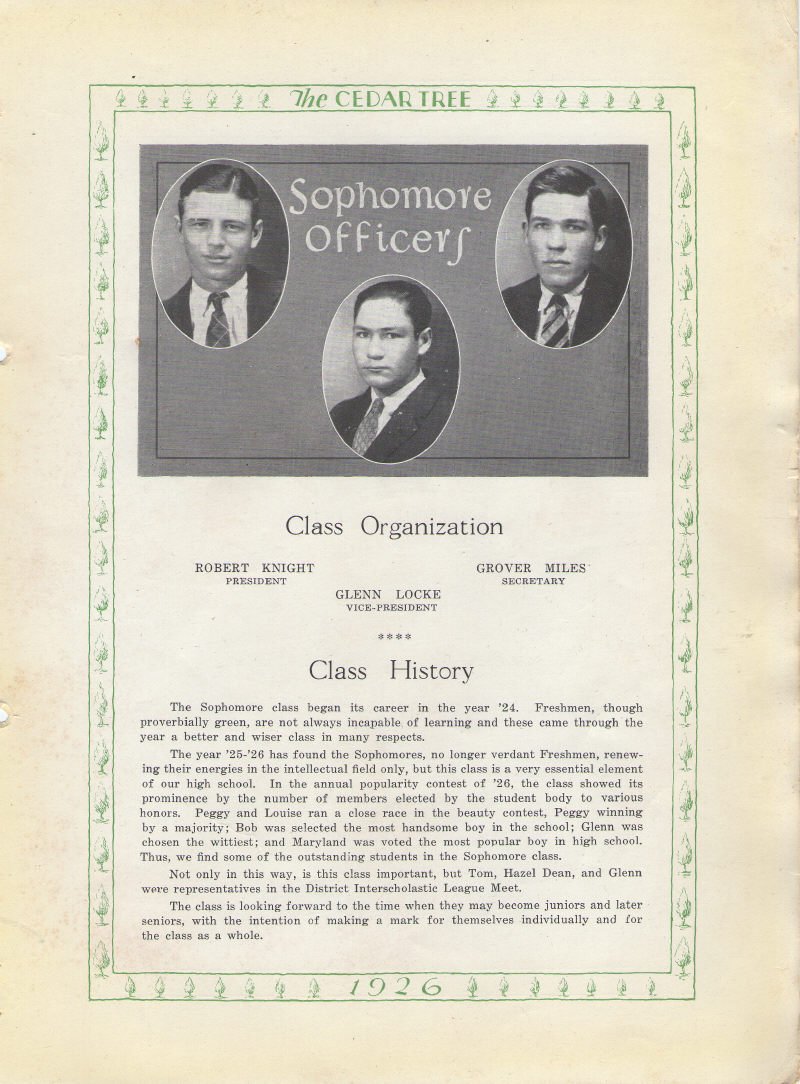 The CEDAR TREE
Sophomore
Officers
Class Organization
ROBERT KNIGHT
PRESIDENT
GROVER MILES
SECRETARY
GLENN LOCKE
VICE-PRESIDENT
****
Class History
The Sophomore class began its career in the year '24. Freshmen, though
proverbially green, are not always incapable of learning and these came through the
year a better and wiser class in many respects.
The year '25-'26 has found the Sophomores, no longer verdant Freshmen, renew-
ing their energies in the intellectual field only, but this class is a very essential element
of our high school. In the annual popularity contest of '26, the class showed its
prominence by the number of members elected by the student body to various
honors. Peggy and Louise ran a close race in the beauty contest, Peggy winning
by a majority; Bob was selected the most handsome boy in the school; Glenn was
chosen the wittiest; and Maryland was voted the most popular boy in high school.
Thus, we find some of the outstanding students in the Sophomore class.
Not only in this way, is this class important, but Tom, Hazel Dean, and Glenn
were representatives in the District Interscholastic League Meet.
The class is looking forward to the time when they may become juniors and later
seniors, with the intention of making a mark for themselves individually and for
the class as a whole.
1926